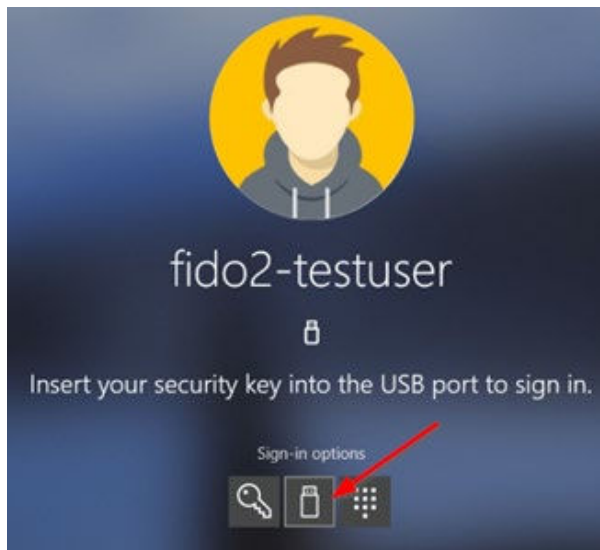 fido2-testuser
Insert your security key into the USB port to sign in.
Sign-in options